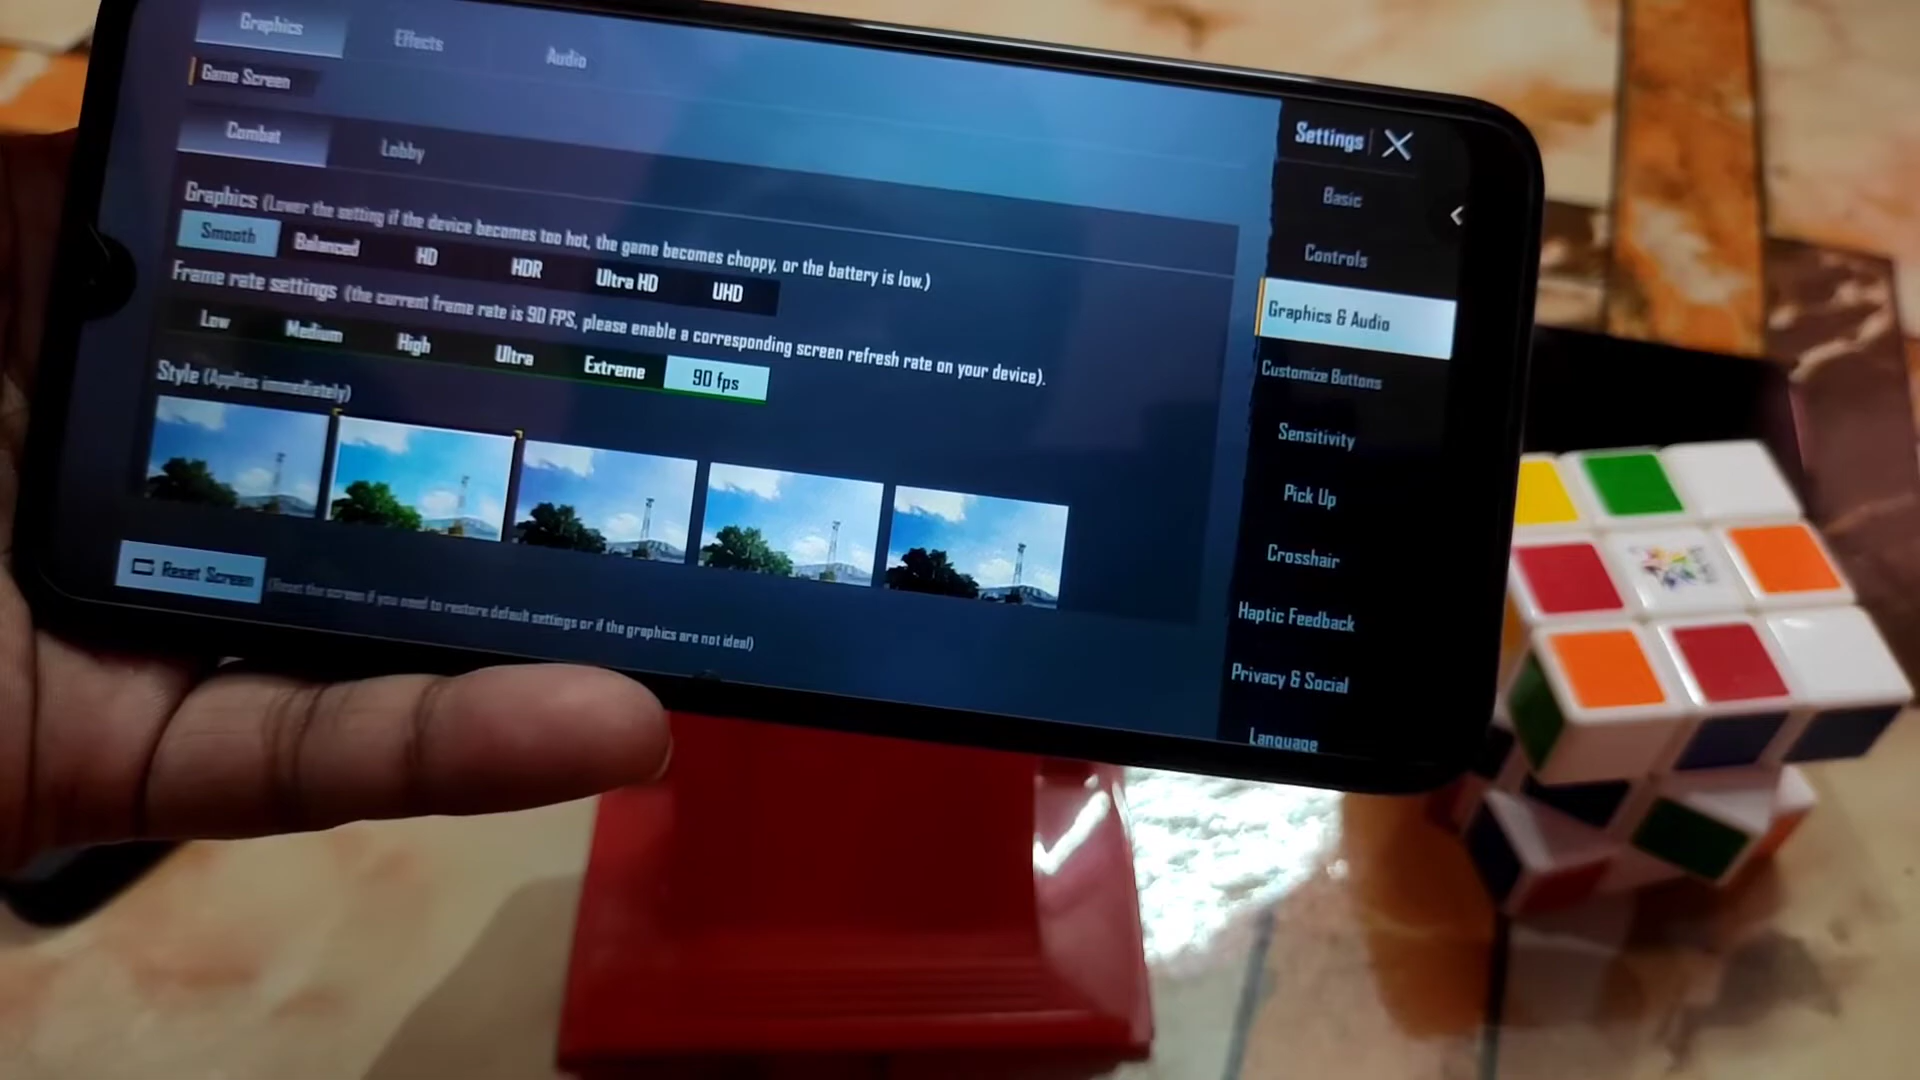 Graphics Effects Audio
Game Screen
Combat Lobby
Graphics (Lower the setting if the device becomes too hot, the game becomes choppy, or the battery is low.)
Smooth Balanced HD HDR Ultra HD UHD
Frame rate settings (the current frame rate is 90 FPS, please enable a corresponding screen refresh rate on your device).
Low Medium High Ultra Extreme 90 fps
Style (Applies immediately)
Reset Screen (Reset the screen if you need to restore default settings or if the graphics are not ideal)
Settings
Basic
Controls
Graphics & Audio
Customize Buttons
Sensitivity
Pick Up
Crosshair
Haptic Feedback
Privacy & Social
Language